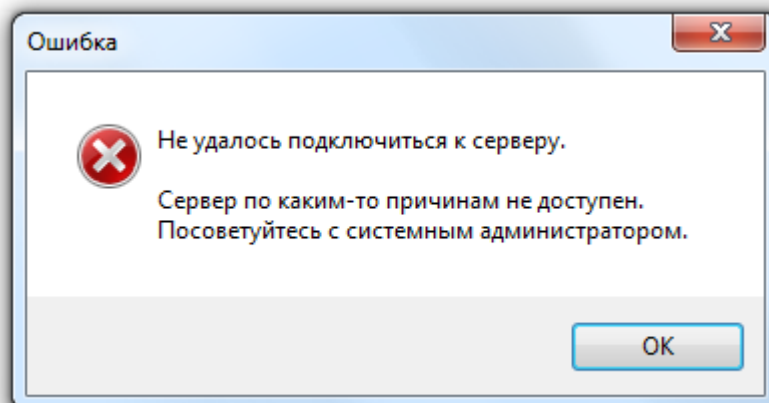 Ошибка
Не удалось подключиться к серверу.
Сервер по каким-то причинам не доступен.
Посоветуйтесь с системным администратором.
OK